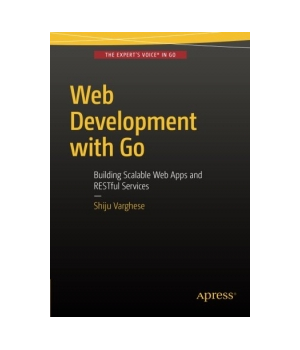 THE EXPERT'S VOICE® IN GO
Web
Development
with Go
Building Scalable Web Apps and
RESTful Services
—
Shiju Varghese
Apress®